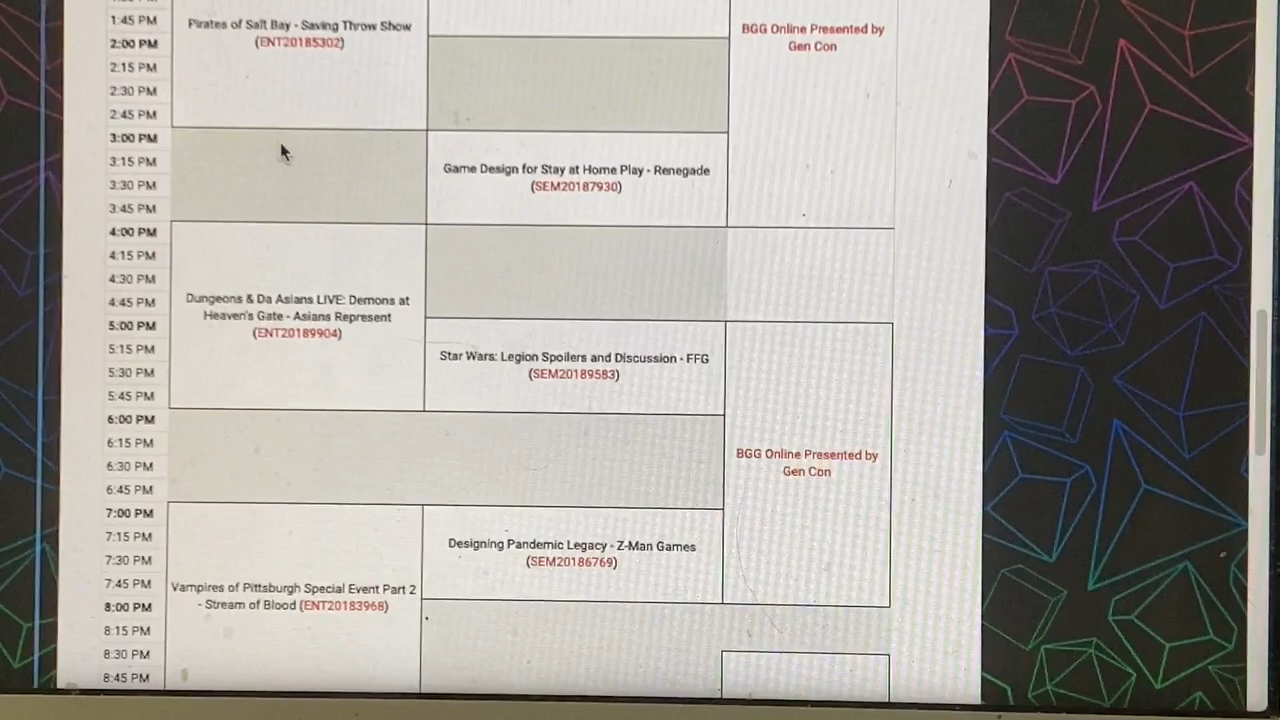 1:45 PM
2:00 PM
2:15 PM
2:30 PM
2:45 PM
3:00 PM
3:15 PM
3:30 PM
3:45 PM
4:00 PM
4:15 PM
4:30 PM
4:45 PM
5:00 PM
5:15 PM
5:30 PM
5:45 PM
6:00 PM
6:15 PM
6:30 PM
6:45 PM
7:00 PM
7:15 PM
7:30 PM
7:45 PM
8:00 PM
8:15 PM
8:30 PM
8:45 PM
Pirates of Salt Bay - Saving Throw Show
(ENT20185302)
Dungeons & Da Asians LIVE: Demons at
Heaven's Gate - Asians Represent
(ENT20189904)
Vampires of Pittsburgh Special Event Part 2
- Stream of Blood (ENT20183968)
Game Design for Stay at Home Play - Renegade
(SEM20187930)
Star Wars: Legion Spoilers and Discussion - FFG
(SEM20189583)
Designing Pandemic Legacy - Z-Man Games
(SEM20186769)
BGG Online Presented by
Gen Con
BGG Online Presented by
Gen Con